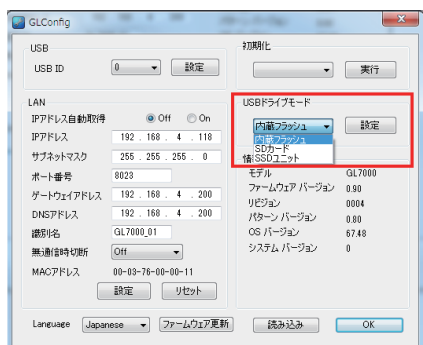 GLConfig
USB
USB ID
0
設定
初期化
実行
LAN
IPアドレス自動取得
Off
On
IPアドレス
192 . 168 . 4 . 118
サブネットマスク
255 . 255 . 255 . 0
ポート番号
8023
ゲートウェイアドレス
192 . 168 . 4 . 200
DNSアドレス
192 . 168 . 4 . 200
識別名
GL7000_01
無通信時切断
Off
MACアドレス
00-03-76-00-00-11
設定
リセット
USBドライブモード
内蔵フラッシュ
設定
内蔵フラッシュ
SDカード
SSDユニット
情
モデル
GL7000
ファームウェア バージョン
0.90
リビジョン
0004
パターン バージョン
0.80
OS バージョン
67.48
システム バージョン
0
Language
Japanese
ファームウェア更新
読み込み
OK